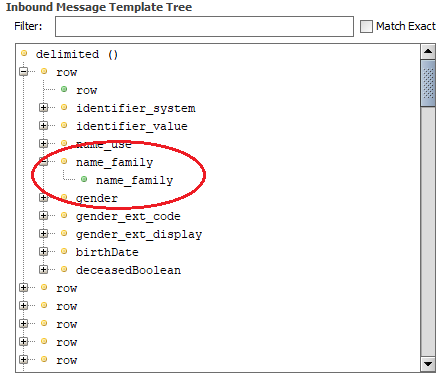 Inbound Message Template Tree
Filter: Match Exact
delimited ()
row
row
identifier_system
identifier_value
name_use
name_family
name_family
gender
gender_ext_code
gender_ext_display
birthDate
deceasedBoolean
row
row
row
row
row